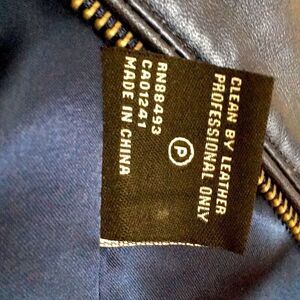 CLEAN BY LEATHER
PROFESSIONAL ONLY
P
RN88493
CA01241
MADE IN CHINA